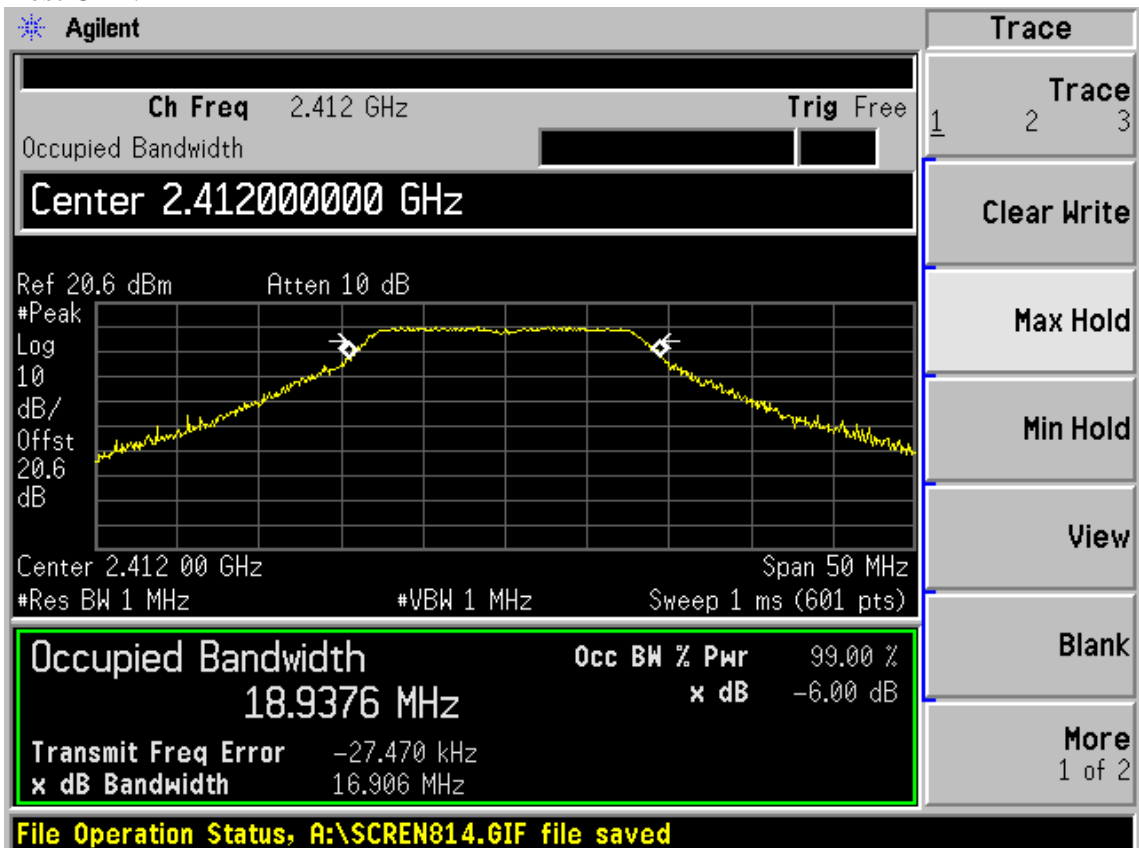 Agilent
Trace
Ch Freq 2.412 GHz Trig Free
Occupied Bandwidth
Center 2.412000000 GHz
Ref 20.6 dBm Atten 10 dB
#Peak
Log
10
dB/
Offst
20.6
dB
Center 2.412 00 GHz Span 50 MHz
#Res BW 1 MHz #VBW 1 MHz Sweep 1 ms (601 pts)
Occupied Bandwidth
18.9376 MHz
Occ BW % Pwr 99.00 %
x dB -6.00 dB
Transmit Freq Error -27.470 kHz
x dB Bandwidth 16.906 MHz
File Operation Status, A:\SCREN814.GIF file saved
Trace
1 2 3
Clear Write
Max Hold
Min Hold
View
Blank
More
1 of 2